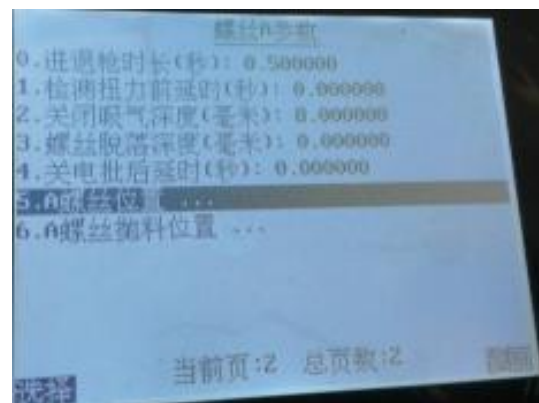 螺丝A参数
0.进退枪时长(秒): 0.500000
1.检测扭力前延时(秒): 0.000000
2.关闭吸气深度(毫米): 0.000000
3.螺丝脱落深度(毫米): 0.000000
4.关电批后延时(秒): 0.000000
5.A螺丝位置 ...
6.A螺丝抛料位置 ...
当前页:2 总页数:2
选择 返回